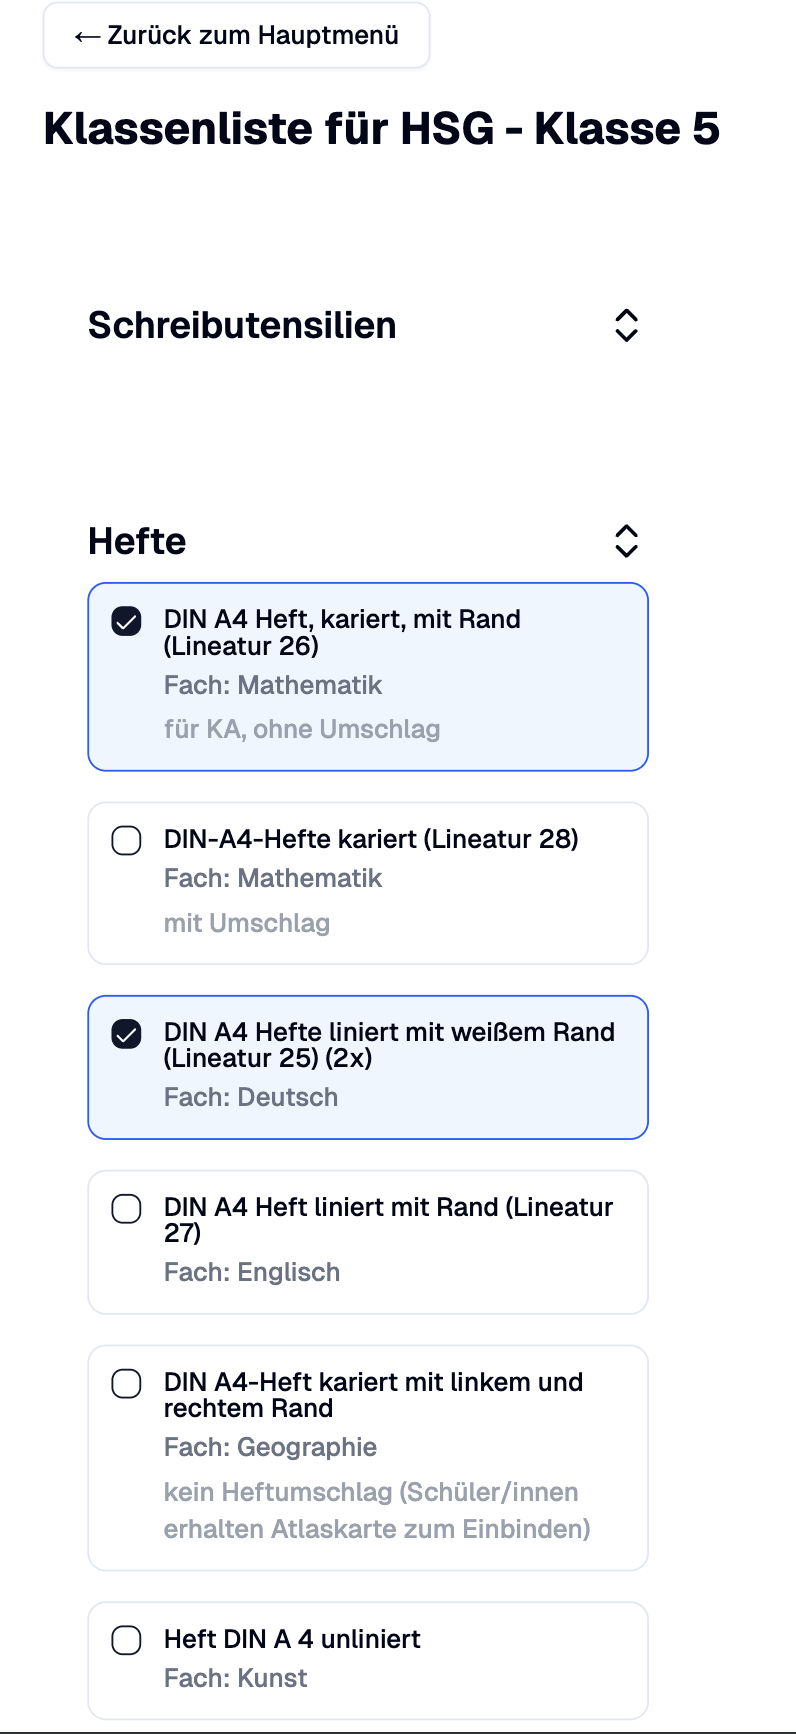 ← Zurück zum Hauptmenü
Klassenliste für HSG - Klasse 5
Schreibutensilien
Hefte
DIN A4 Heft, kariert, mit Rand
(Lineatur 26)
Fach: Mathematik
für KA, ohne Umschlag
DIN-A4-Hefte kariert (Lineatur 28)
Fach: Mathematik
mit Umschlag
DIN A4 Hefte liniert mit weißem Rand
(Lineatur 25) (2x)
Fach: Deutsch
DIN A4 Heft liniert mit Rand (Lineatur
27)
Fach: Englisch
DIN A4-Heft kariert mit linkem und
rechtem Rand
Fach: Geographie
kein Heftumschlag (Schüler/innen
erhalten Atlaskarte zum Einbinden)
Heft DIN A 4 unliniert
Fach: Kunst